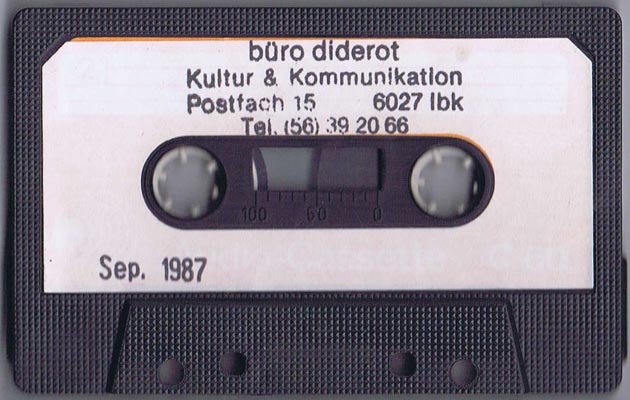 büro diderot
Kultur & Kommunikation
Postfach 15 6027 Ibk
Tel. (56) 39 20 66
100 50 0
Sep. 1987